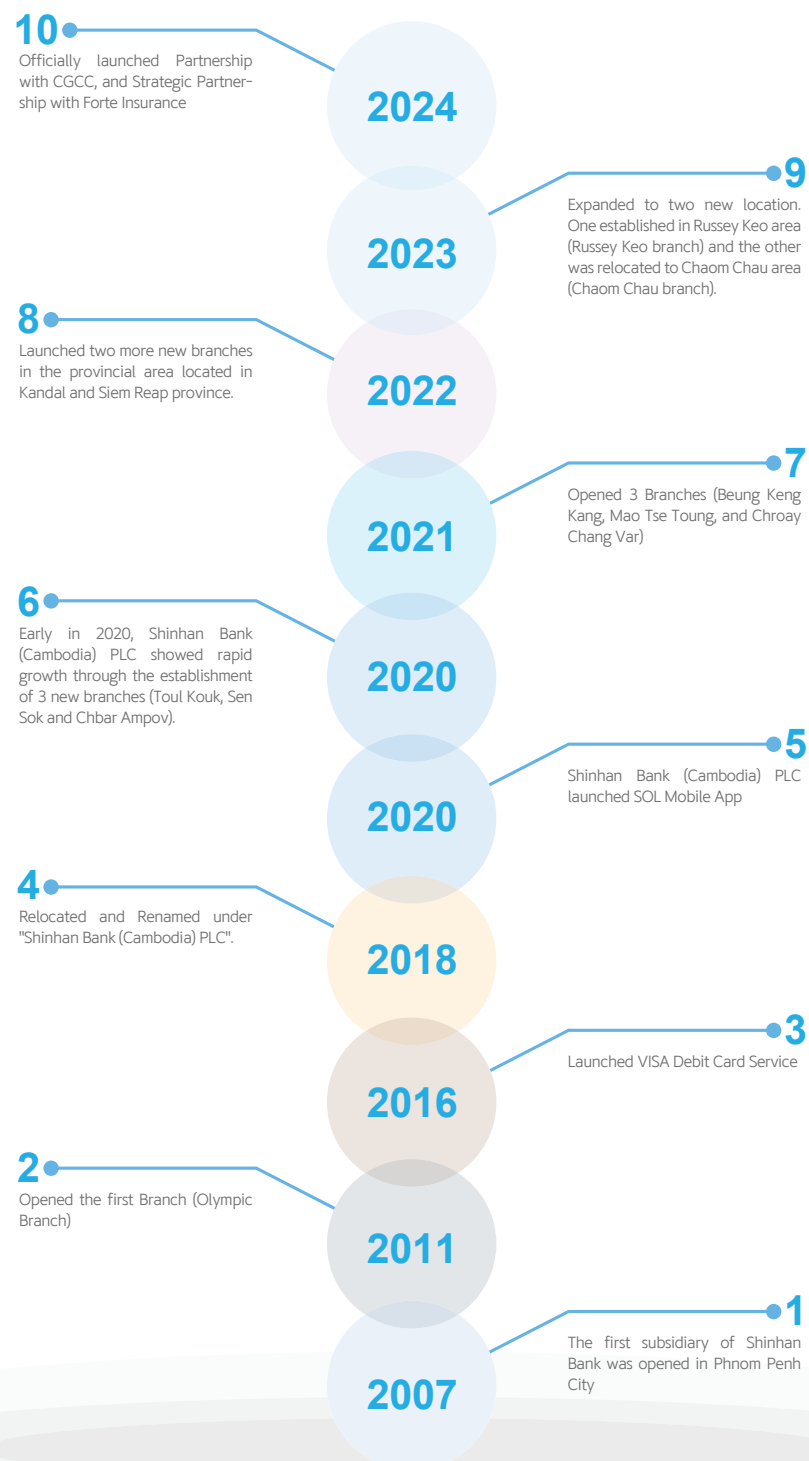 10
Officially launched Partnership
with CGCC, and Strategic Partner-
ship with Forte Insurance
2024
9
Expanded to two new location.
One established in Russey Keo area
(Russey Keo branch) and the other
was relocated to Chaom Chau area
(Chaom Chau branch).
2023
8
Launched two more new branches
in the provincial area located in
Kandal and Siem Reap province.
2022
7
Opened 3 Branches (Beung Keng
Kang, Mao Tse Toung, and Chroay
Chang Var)
2021
6
Early in 2020, Shinhan Bank
(Cambodia) PLC showed rapid
growth through the establishment
of 3 new branches (Toul Kouk, Sen
Sok and Chbar Ampov).
2020
5
Shinhan Bank (Cambodia) PLC
launched SOL Mobile App
2020
4
Relocated and Renamed under
"Shinhan Bank (Cambodia) PLC".
2018
3
Launched VISA Debit Card Service
2016
2
Opened the first Branch (Olympic
Branch)
2011
1
The first subsidiary of Shinhan
Bank was opened in Phnom Penh
City
2007